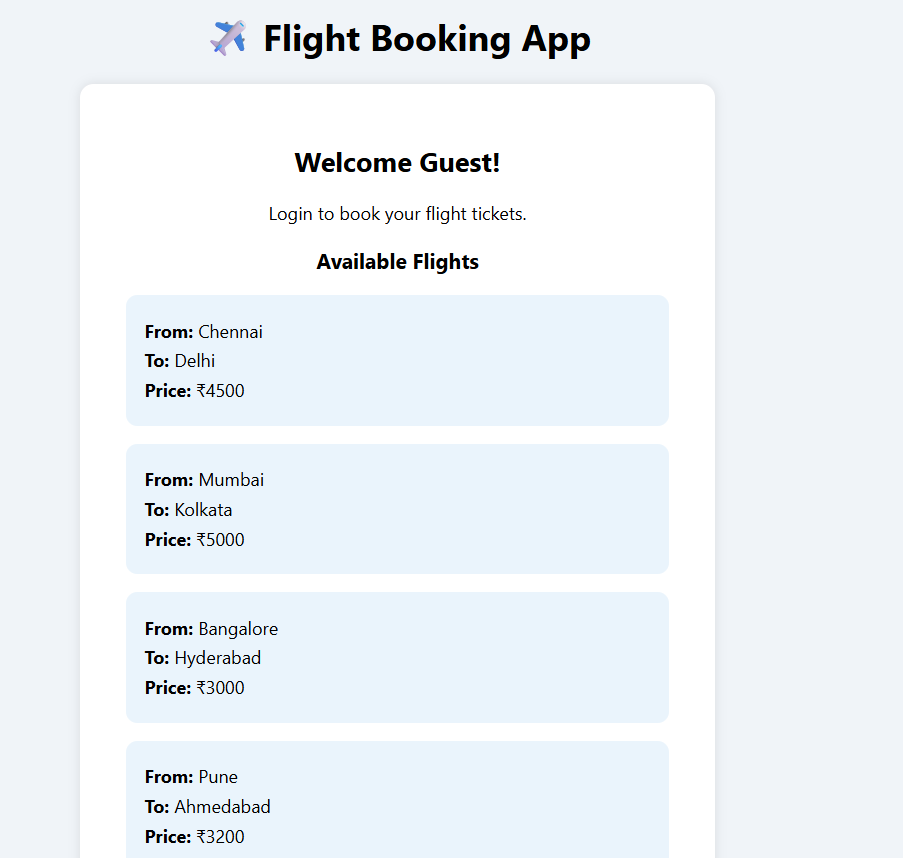 Flight Booking App
Welcome Guest!
Login to book your flight tickets.
Available Flights
From: Chennai
To: Delhi
Price: ₹4500
From: Mumbai
To: Kolkata
Price: ₹5000
From: Bangalore
To: Hyderabad
Price: ₹3000
From: Pune
To: Ahmedabad
Price: ₹3200